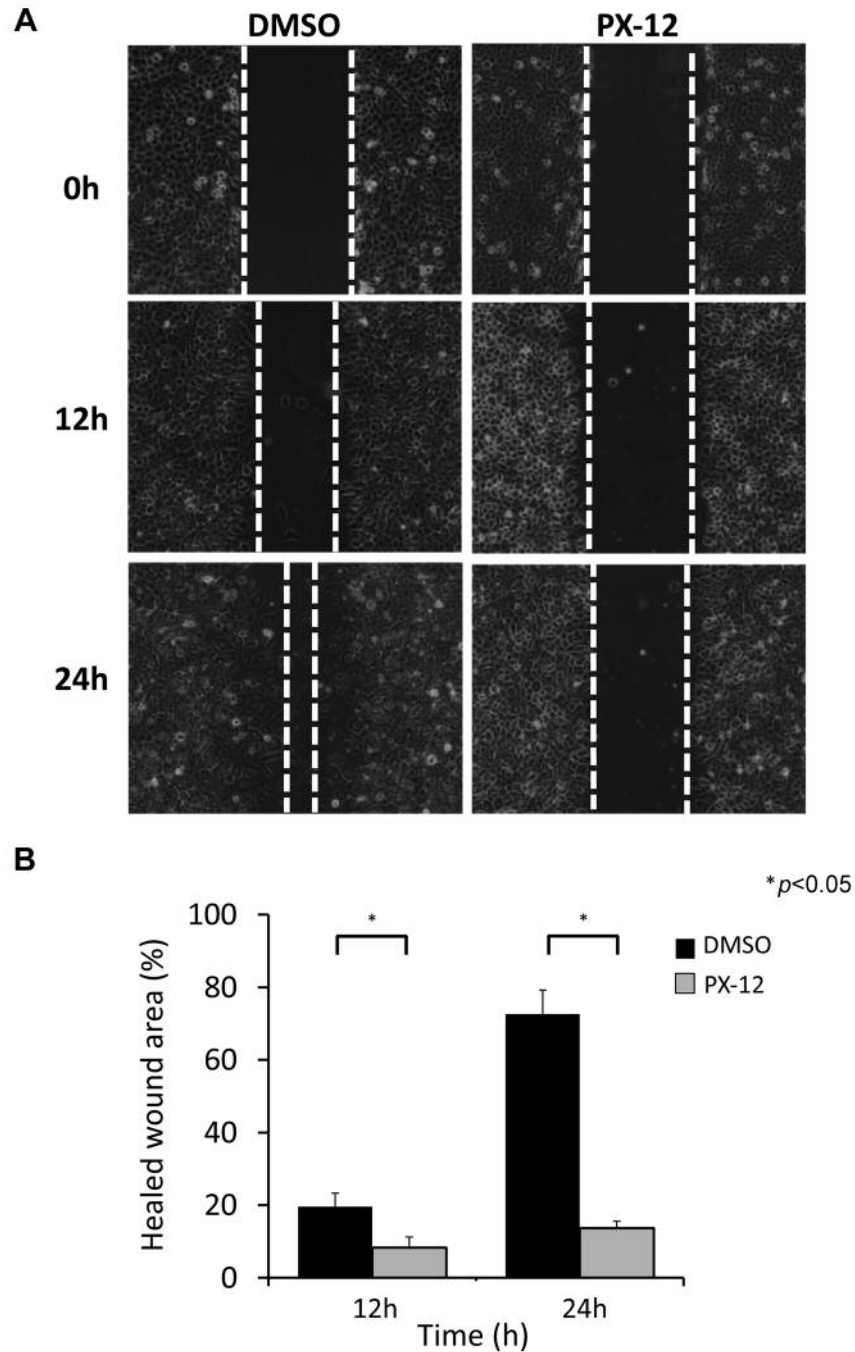 A
DMSO
PX-12
0h
12h
24h
B
*p<0.05
Healed wound area (%)
100
80
60
40
20
0
*
*
DMSO
PX-12
12h
24h
Time (h)